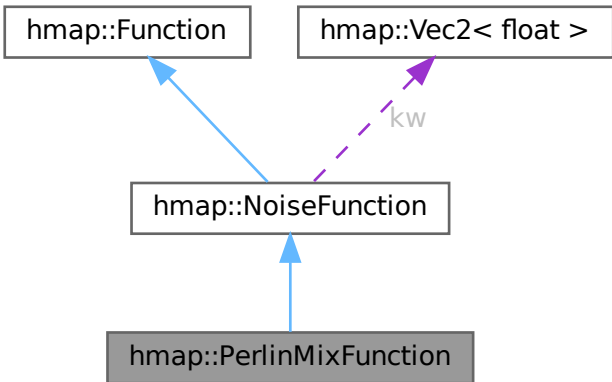 hmap::Function
hmap::Vec2< float >
kw
hmap::NoiseFunction
hmap::PerlinMixFunction